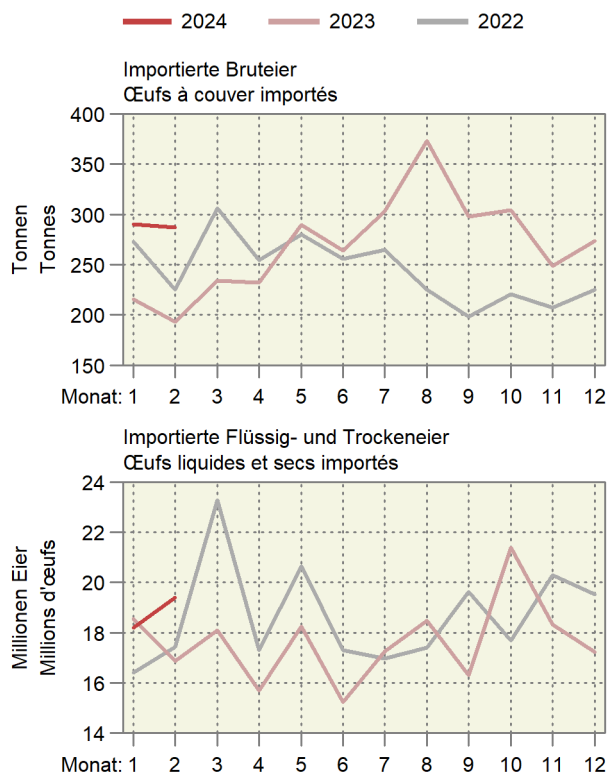 2024 2023 2022
Importierte Bruteier
Œufs à couver importés
Tonnen
Tonnes
400
350
300
250
200
150
Monat: 1 2 3 4 5 6 7 8 9 10 11 12
Importierte Flüssig- und Trockeneier
Œufs liquides et secs importés
Millionen Eier
Millions d'œufs
24
22
20
18
16
14
Monat: 1 2 3 4 5 6 7 8 9 10 11 12